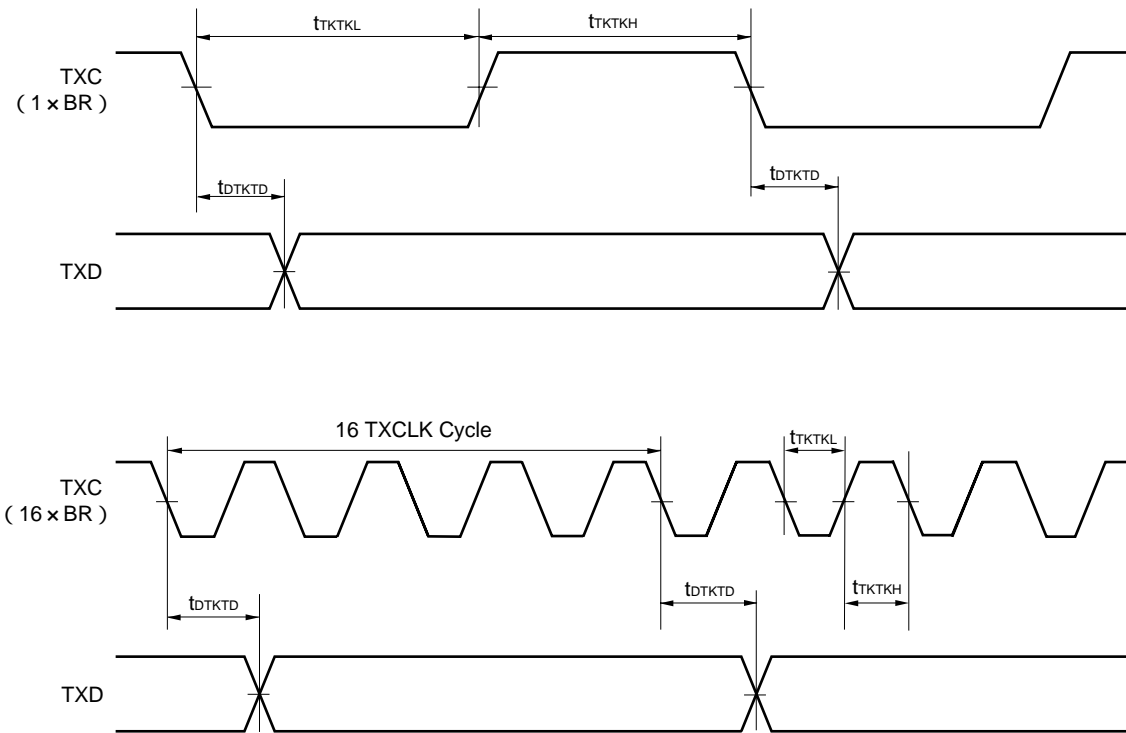 tTKTKL
tTKTKH
TXC
( 1 × BR )
tDTKTD
tDTKTD
TXD
16 TXCLK Cycle
tTKTKL
TXC
( 16 × BR )
tDTKTD
tDTKTD
tTKTKH
TXD